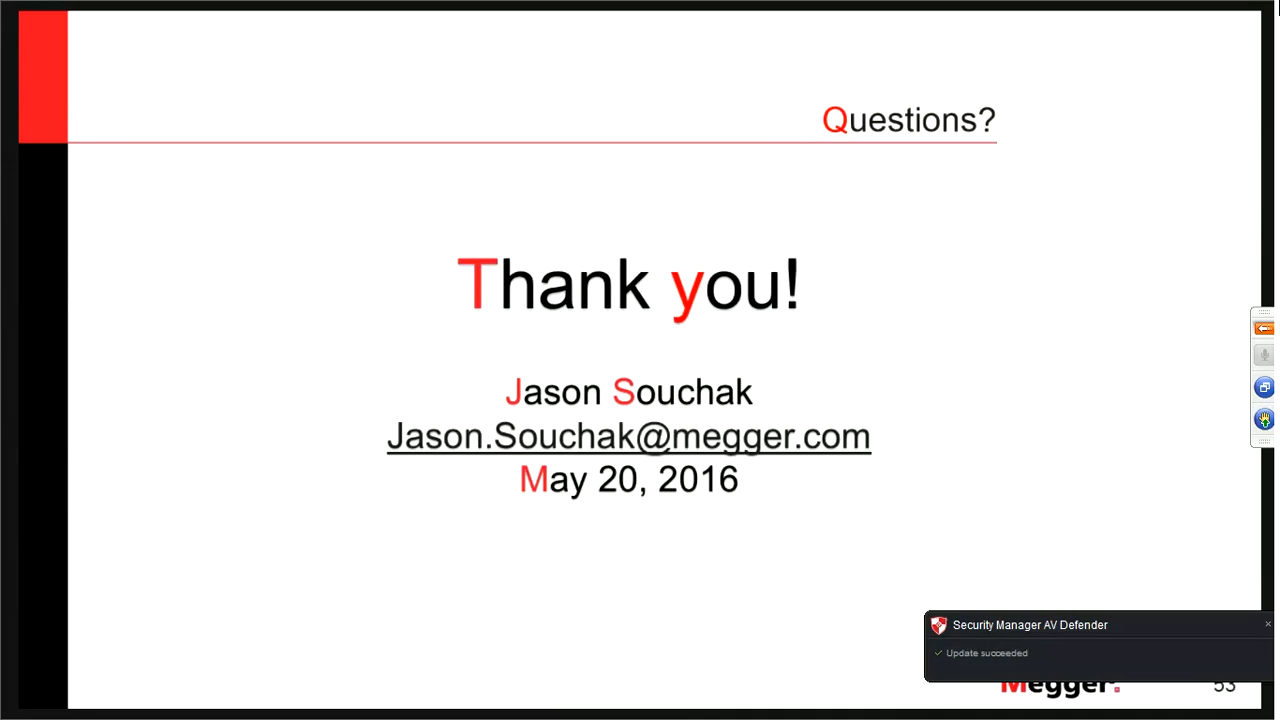 Questions?
Thank you!
Jason Souchak
Jason.Souchak@megger.com
May 20, 2016
Security Manager AV Defender
Update succeeded
Megger.
53